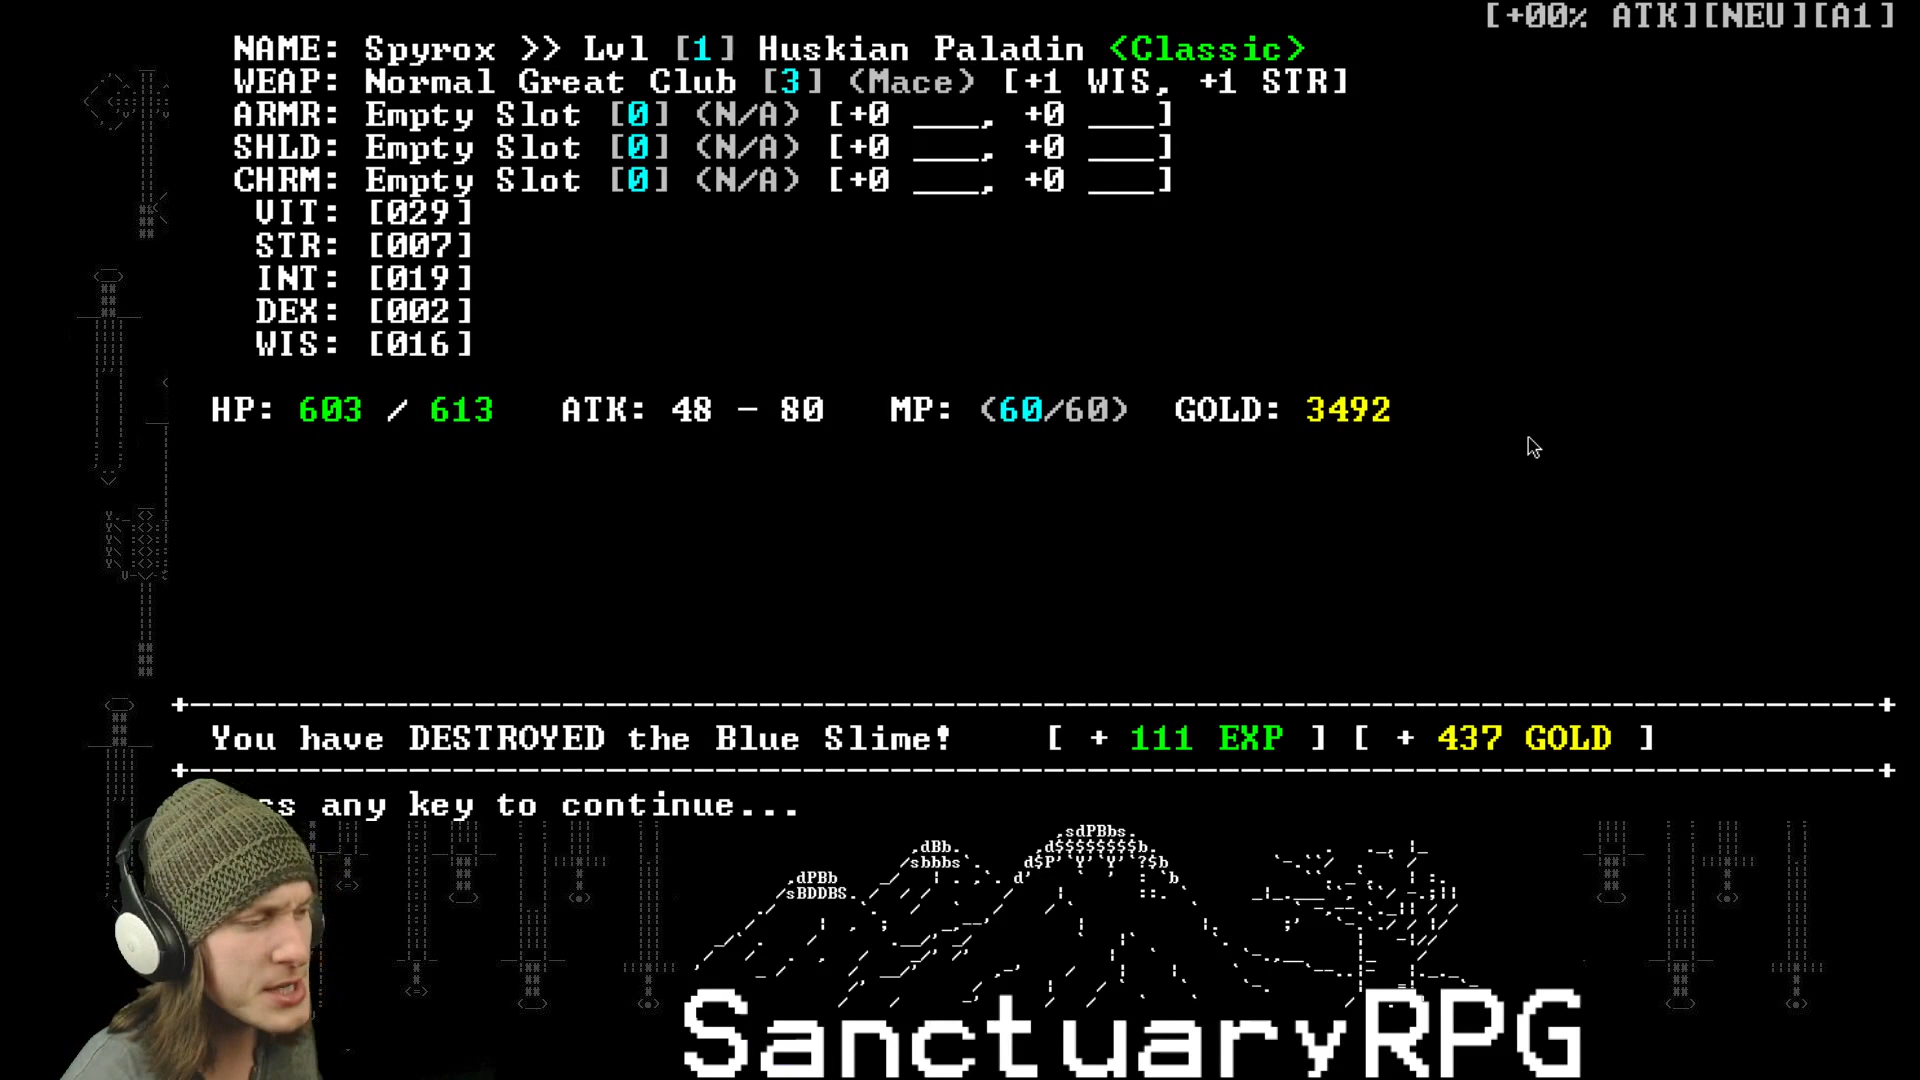 [+00% ATK][NEU][A1]
NAME: Spyrox >> Lvl [1] Huskian Paladin <Classic>
WEAP: Normal Great Club [3] (Mace) [+1 WIS, +1 STR]
ARMR: Empty Slot [0] (N/A) [+0 ___, +0 ___]
SHLD: Empty Slot [0] (N/A) [+0 ___, +0 ___]
CHRM: Empty Slot [0] (N/A) [+0 ___, +0 ___]
VIT: [029]
STR: [007]
INT: [019]
DEX: [002]
WIS: [016]
HP: 603 / 613 ATK: 48 - 80 MP: (60/60) GOLD: 3492
You have DESTROYED the Blue Slime! [ + 111 EXP ] [ + 437 GOLD ]
ss any key to continue...
SanctuaryRPG